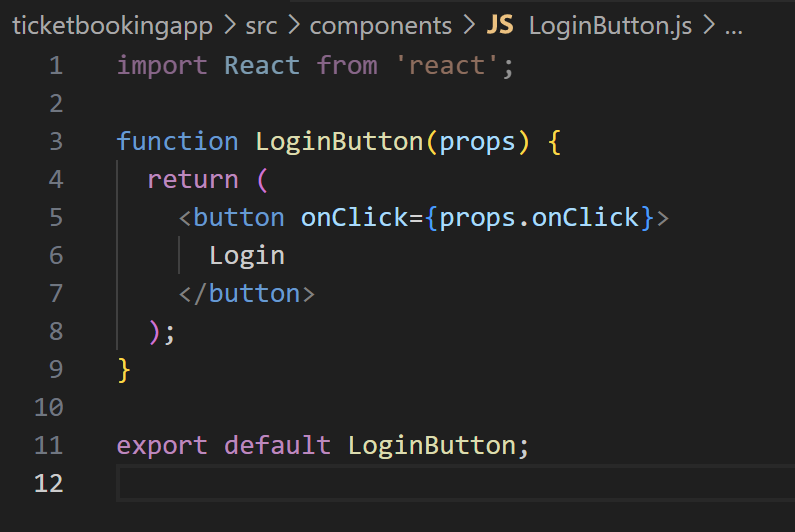 ticketbookingapp > src > components > JS LoginButton.js > ...
1 import React from 'react';
2
3 function LoginButton(props) {
4   return (
5     <button onClick={props.onClick}>
6       Login
7     </button>
8   );
9 }
10
11 export default LoginButton;
12